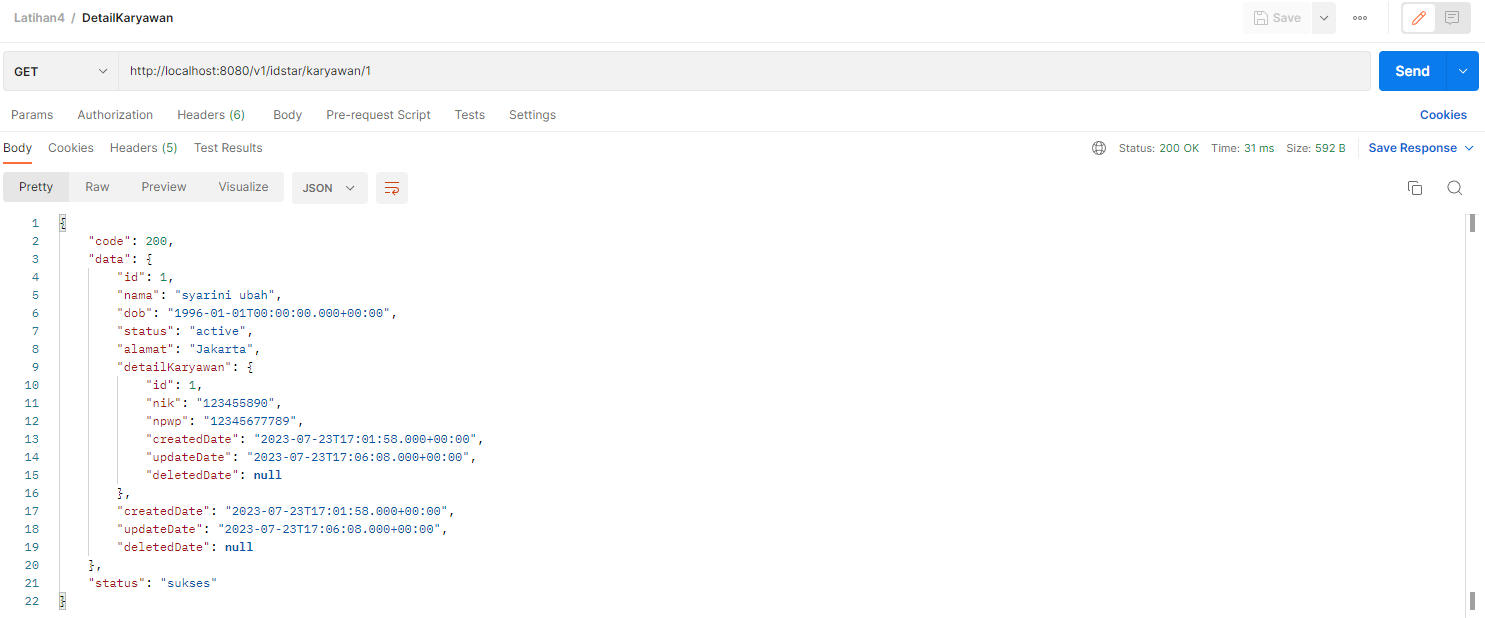 Latihan4 / DetailKaryawan Save
GET http://localhost:8080/v1/idstar/karyawan/1 Send
Params Authorization Headers (6) Body Pre-request Script Tests Settings Cookies
Body Cookies Headers (5) Test Results Status: 200 OK Time: 31 ms Size: 592 B Save Response
Pretty Raw Preview Visualize JSON
1 {
2 "code": 200,
3 "data": {
4 "id": 1,
5 "nama": "syarini ubah",
6 "dob": "1996-01-01T00:00:00.000+00:00",
7 "status": "active",
8 "alamat": "Jakarta",
9 "detailKaryawan": {
10 "id": 1,
11 "nik": "123455890",
12 "npwp": "12345677789",
13 "createdDate": "2023-07-23T17:01:58.000+00:00",
14 "updateDate": "2023-07-23T17:06:08.000+00:00",
15 "deletedDate": null
16 },
17 "createdDate": "2023-07-23T17:01:58.000+00:00",
18 "updateDate": "2023-07-23T17:06:08.000+00:00",
19 "deletedDate": null
20 },
21 "status": "sukses"
22 }